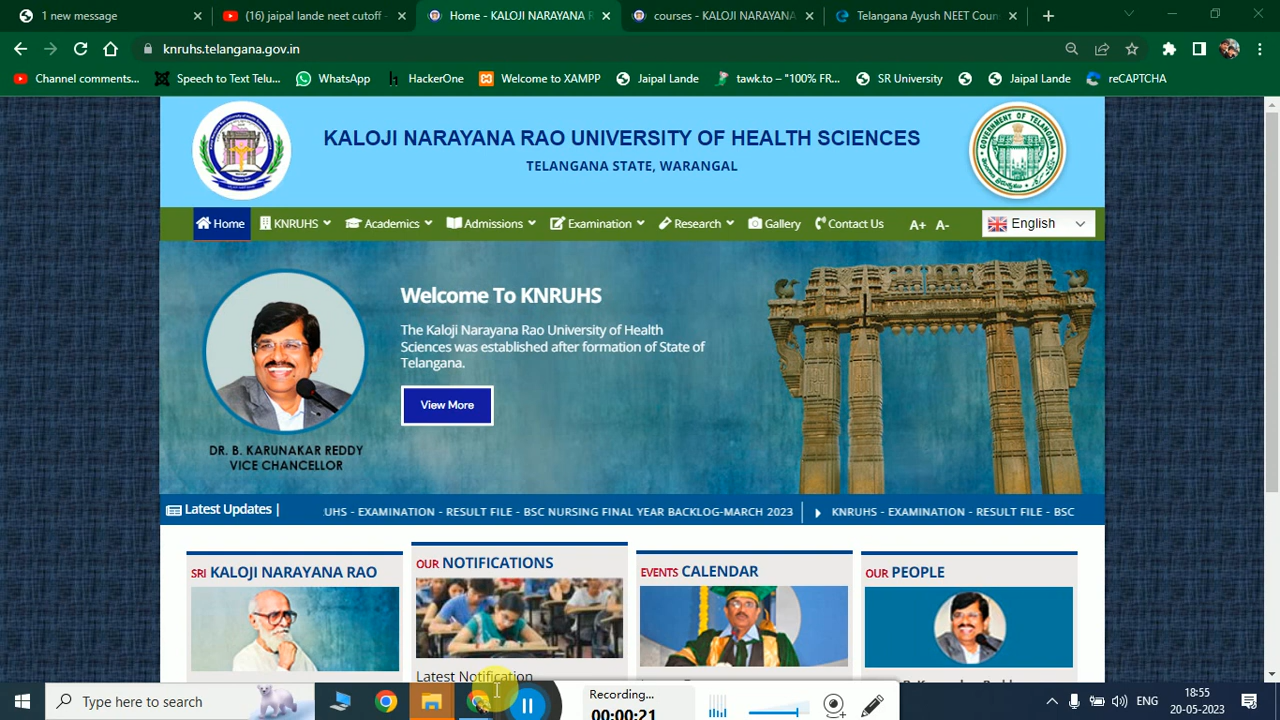 1 new message
(16) jaipal lande neet cutoff -
Home - KALOJI NARAYANA R
courses - KALOJI NARAYANA
Telangana Ayush NEET Coun
knruhs.telangana.gov.in
Channel comments...
Speech to Text Telu...
WhatsApp
HackerOne
Welcome to XAMPP
Jaipal Lande
tawk.to – "100% FR...
SR University
Jaipal Lande
reCAPTCHA
KALOJI NARAYANA RAO UNIVERSITY OF HEALTH SCIENCES
TELANGANA STATE, WARANGAL
Home
KNRUHS
Academics
Admissions
Examination
Research
Gallery
Contact Us
A+
A-
English
Welcome To KNRUHS
The Kaloji Narayana Rao University of Health
Sciences was established after formation of State of
Telangana.
View More
DR. B. KARUNAKAR REDDY
VICE CHANCELLOR
Latest Updates |
UHS - EXAMINATION - RESULT FILE - BSC NURSING FINAL YEAR BACKLOG-MARCH 2023
KNRUHS - EXAMINATION - RESULT FILE - BSC
SRI KALOJI NARAYANA RAO
OUR NOTIFICATIONS
EVENTS CALENDAR
OUR PEOPLE
Latest Notification
Type here to search
Recording...
00:00:21
ENG
18:55
20-05-2023